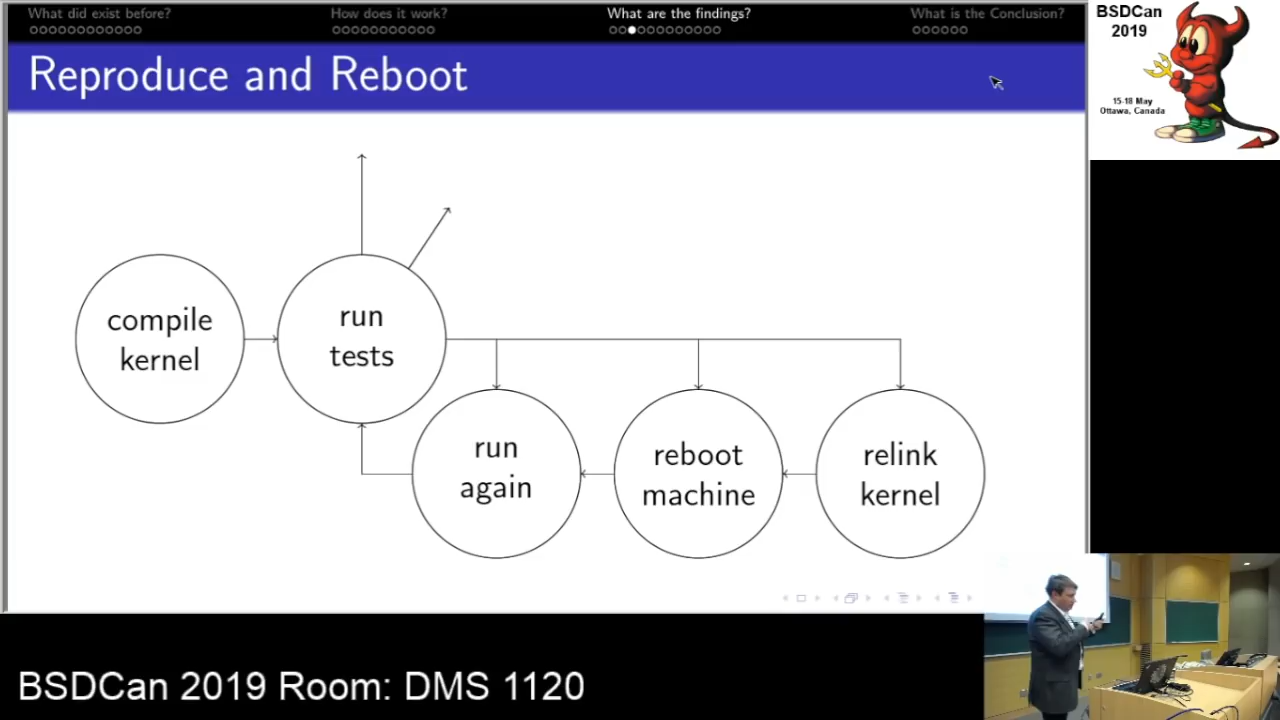 What did exist before?
How does it work?
What are the findings?
What is the Conclusion?
BSDCan
2019
15-18 May
Ottawa, Canada
Reproduce and Reboot
compile
kernel
run
tests
run
again
reboot
machine
relink
kernel
BSDCan 2019 Room: DMS 1120